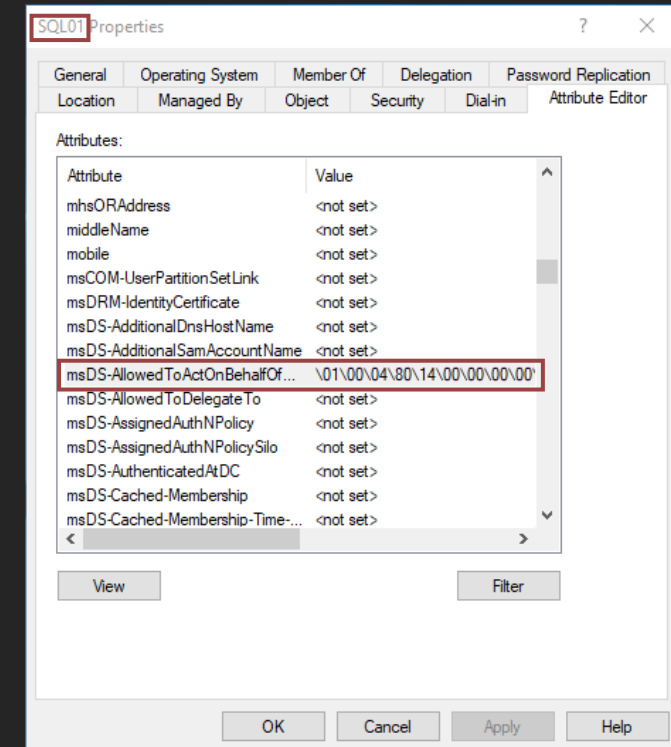 SQL01 Properties ? ×
General Operating System Member Of Delegation Password Replication
Location Managed By Object Security Dial-in Attribute Editor
Attributes:
Attribute Value
mhsORAddress <not set>
middleName <not set>
mobile <not set>
msCOM-UserPartitionSetLink <not set>
msDRM-IdentityCertificate <not set>
msDS-AdditionalDnsHostName <not set>
msDS-AdditionalSamAccountName <not set>
msDS-AllowedToActOnBehalfOf... \01\00\04\80\14\00\00\00\00\
msDS-AllowedToDelegateTo <not set>
msDS-AssignedAuthNPolicy <not set>
msDS-AssignedAuthNPolicySilo <not set>
msDS-AuthenticatedAtDC <not set>
msDS-Cached-Membership <not set>
msDS-Cached-Membership-Time-... <not set>
View Filter
OK Cancel Apply Help